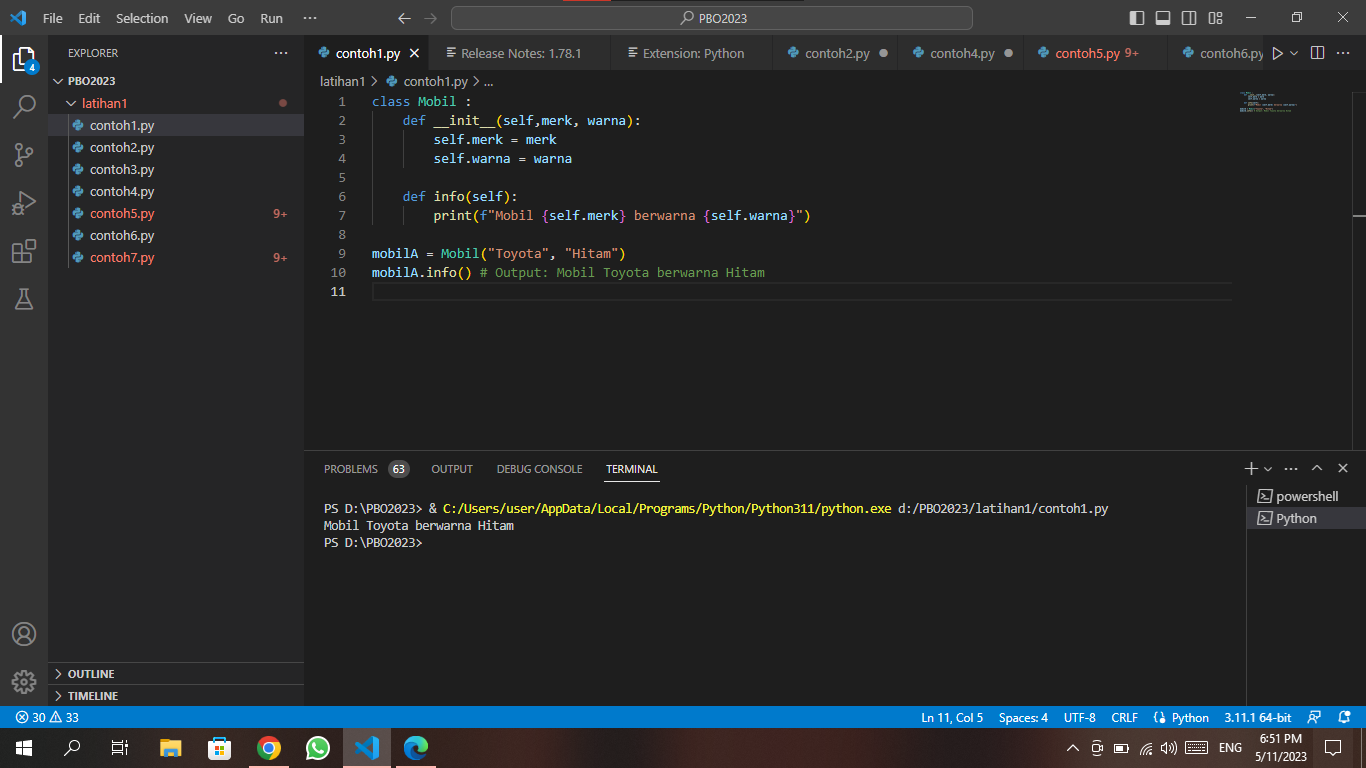 File Edit Selection View Go Run ··· PBO2023
EXPLORER ···
PBO2023
latihan1
contoh1.py
contoh2.py
contoh3.py
contoh4.py
contoh5.py 9+
contoh6.py
contoh7.py 9+
OUTLINE
TIMELINE
4
contoh1.py Release Notes: 1.78.1 Extension: Python contoh2.py contoh4.py contoh5.py 9+ contoh6.py
latihan1 > contoh1.py > ...
1 class Mobil :
2     def __init__(self,merk, warna):
3         self.merk = merk
4         self.warna = warna
5
6     def info(self):
7         print(f"Mobil {self.merk} berwarna {self.warna}")
8
9 mobilA = Mobil("Toyota", "Hitam")
10 mobilA.info() # Output: Mobil Toyota berwarna Hitam
11
PROBLEMS 63 OUTPUT DEBUG CONSOLE TERMINAL
PS D:\PBO2023> & C:/Users/user/AppData/Local/Programs/Python/Python311/python.exe d:/PBO2023/latihan1/contoh1.py
Mobil Toyota berwarna Hitam
PS D:\PBO2023>
powershell
Python
30 33 Ln 11, Col 5 Spaces: 4 UTF-8 CRLF Python 3.11.1 64-bit
ENG
6:51 PM
5/11/2023